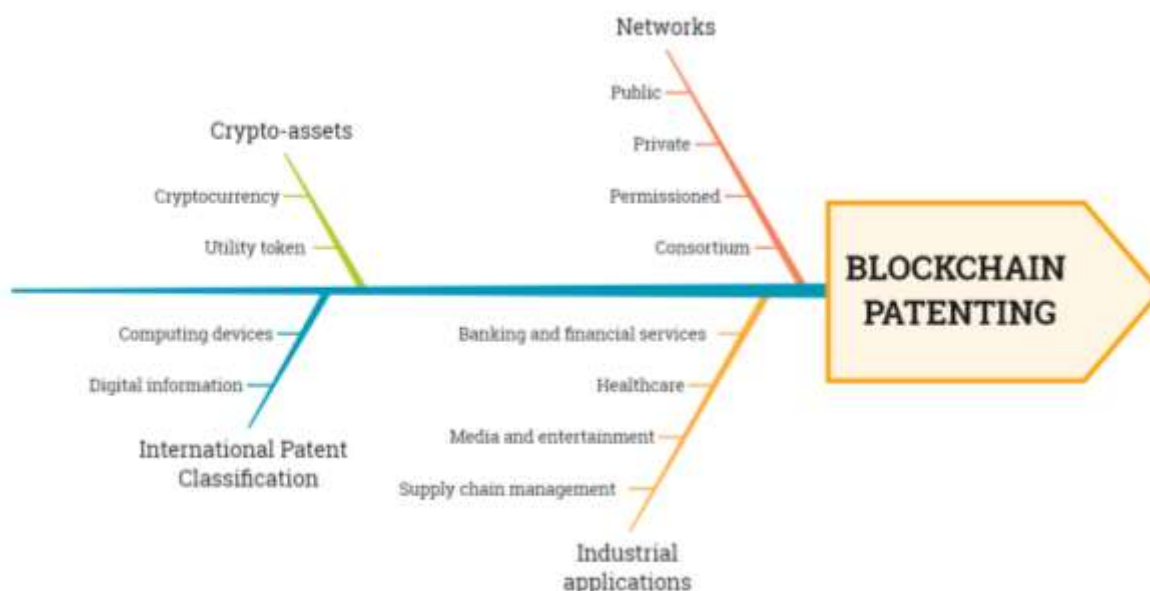 Networks
Public
Private
Permissioned
Consortium
Crypto-assets
Cryptocurrency
Utility token
BLOCKCHAIN
PATENTING
Computing devices
Digital information
International Patent
Classification
Banking and financial services
Healthcare
Media and entertainment
Supply chain management
Industrial
applications